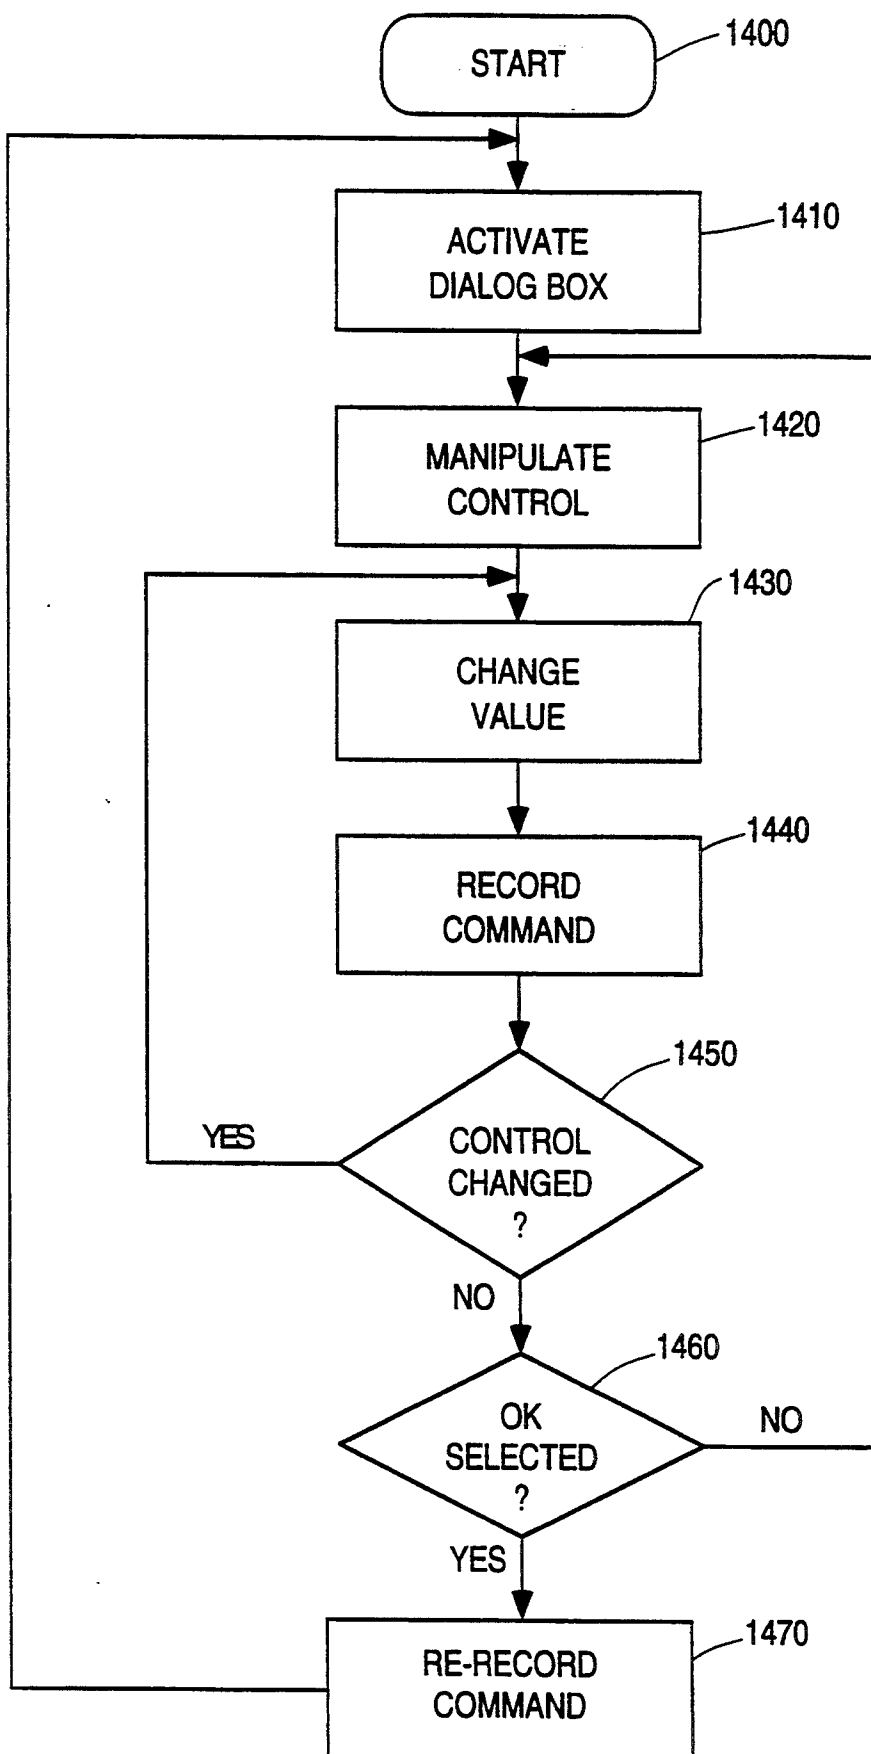 START
1400
ACTIVATE
DIALOG BOX
1410
MANIPULATE
CONTROL
1420
CHANGE
VALUE
1430
RECORD
COMMAND
1440
CONTROL
CHANGED
?
1450
YES
NO
OK
SELECTED
?
1460
NO
YES
RE-RECORD
COMMAND
1470